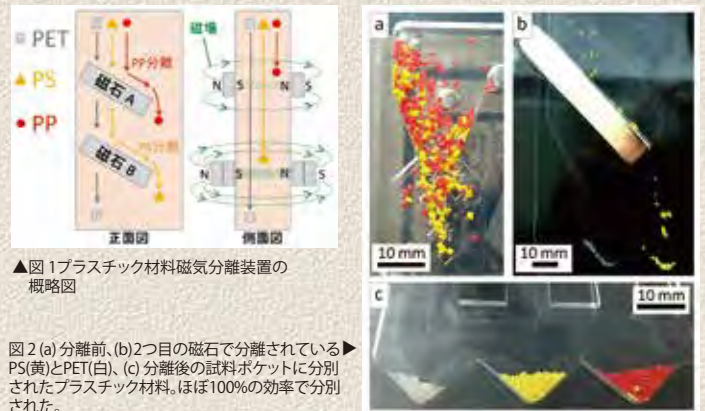 PET
PS
PP
PP分離
磁石 A
PS分離
磁石 B
正面図
磁場
N S N S
S N S
側面図
▲図 1プラスチック材料磁気分離装置の
概略図
図 2 (a) 分離前、(b)2つ目の磁石で分離されている▶
PS(黄)とPET(白)、(c) 分離後の試料ポケットに分別
されたプラスチック材料。ほぼ100%の効率で分別
された。
a
10 mm
b
10 mm
c
10 mm